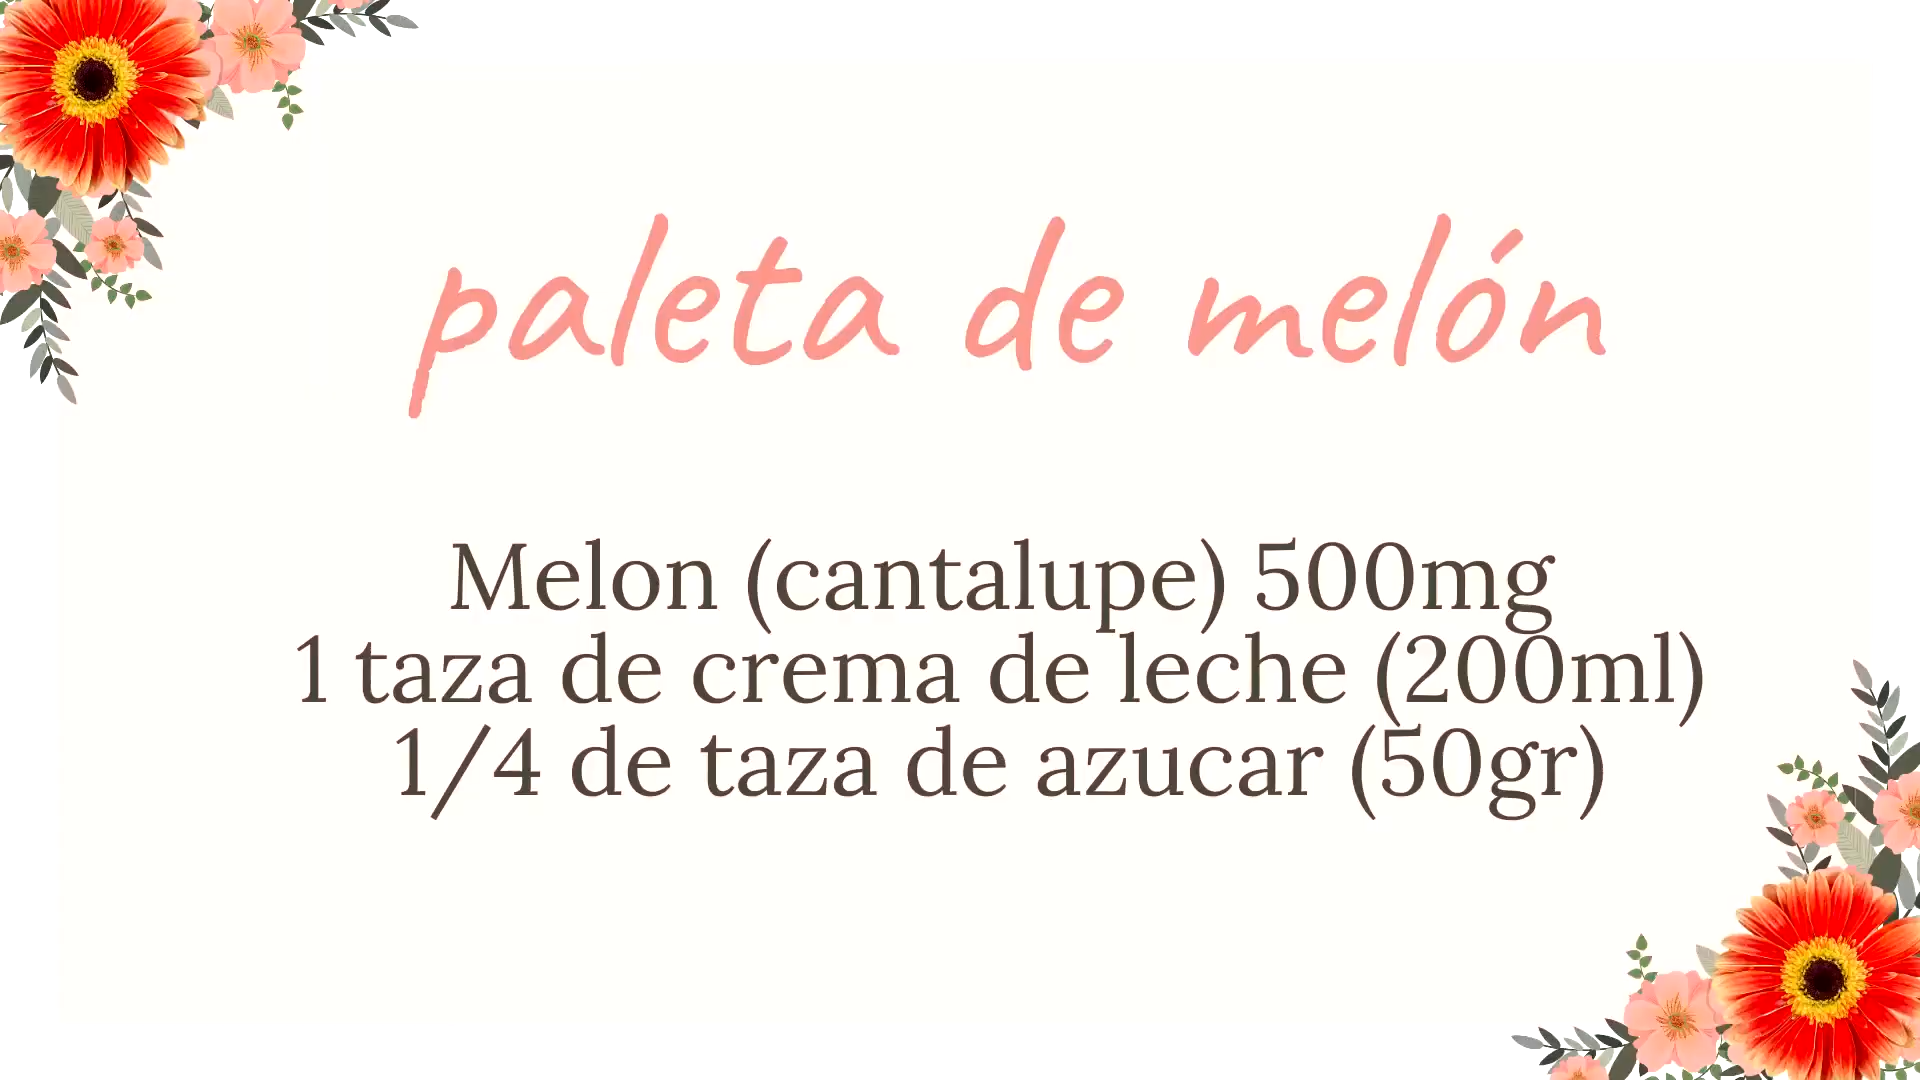 paleta de melón
Melon (cantalupe) 500mg
1 taza de crema de leche (200ml)
1/4 de taza de azucar (50gr)